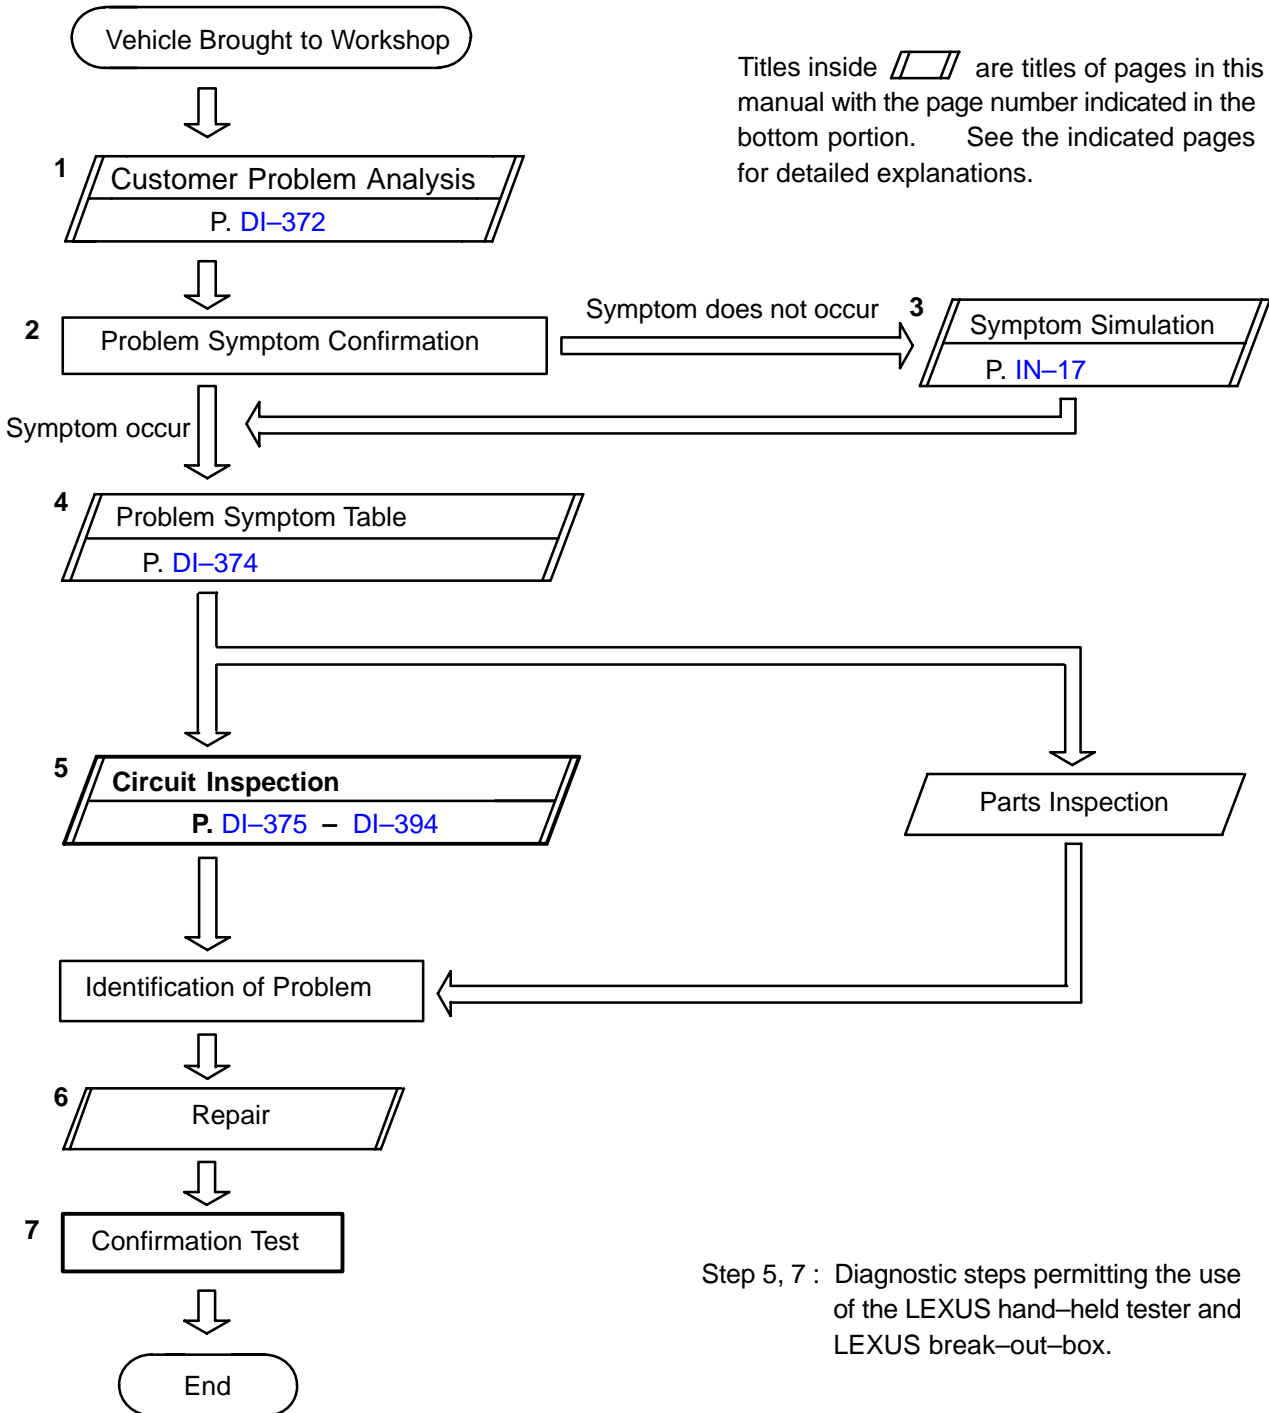 Vehicle Brought to Workshop
Titles inside are titles of pages in this
manual with the page number indicated in the
bottom portion. See the indicated pages
for detailed explanations.
1
Customer Problem Analysis
P. DI–372
2
Problem Symptom Confirmation
Symptom does not occur
3
Symptom Simulation
P. IN–17
Symptom occur
4
Problem Symptom Table
P. DI–374
5
Circuit Inspection
P. DI–375 – DI–394
Parts Inspection
Identification of Problem
6
Repair
7
Confirmation Test
Step 5, 7 : Diagnostic steps permitting the use
of the LEXUS hand–held tester and
LEXUS break–out–box.
End